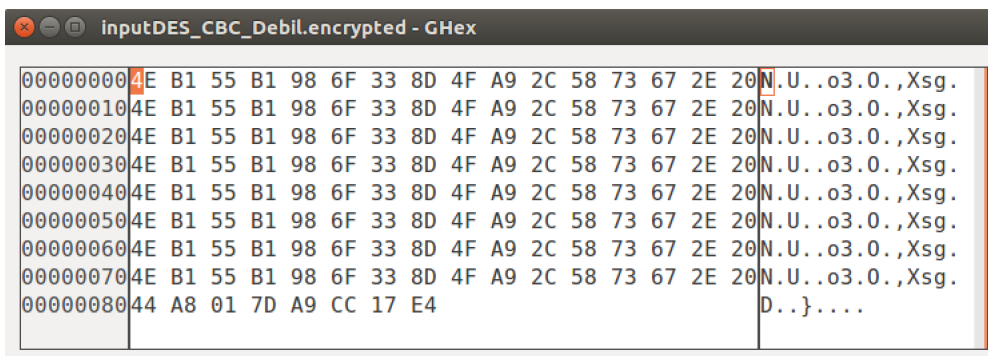 inputDES_CBC_Debil.encrypted - GHex
00000000 4E B1 55 B1 98 6F 33 8D 4F A9 2C 58 73 67 2E 20 N.U..o3.O.,Xsg.
00000010 4E B1 55 B1 98 6F 33 8D 4F A9 2C 58 73 67 2E 20 N.U..o3.O.,Xsg.
00000020 4E B1 55 B1 98 6F 33 8D 4F A9 2C 58 73 67 2E 20 N.U..o3.O.,Xsg.
00000030 4E B1 55 B1 98 6F 33 8D 4F A9 2C 58 73 67 2E 20 N.U..o3.O.,Xsg.
00000040 4E B1 55 B1 98 6F 33 8D 4F A9 2C 58 73 67 2E 20 N.U..o3.O.,Xsg.
00000050 4E B1 55 B1 98 6F 33 8D 4F A9 2C 58 73 67 2E 20 N.U..o3.O.,Xsg.
00000060 4E B1 55 B1 98 6F 33 8D 4F A9 2C 58 73 67 2E 20 N.U..o3.O.,Xsg.
00000070 4E B1 55 B1 98 6F 33 8D 4F A9 2C 58 73 67 2E 20 N.U..o3.O.,Xsg.
00000080 44 A8 01 7D A9 CC 17 E4 D..}....